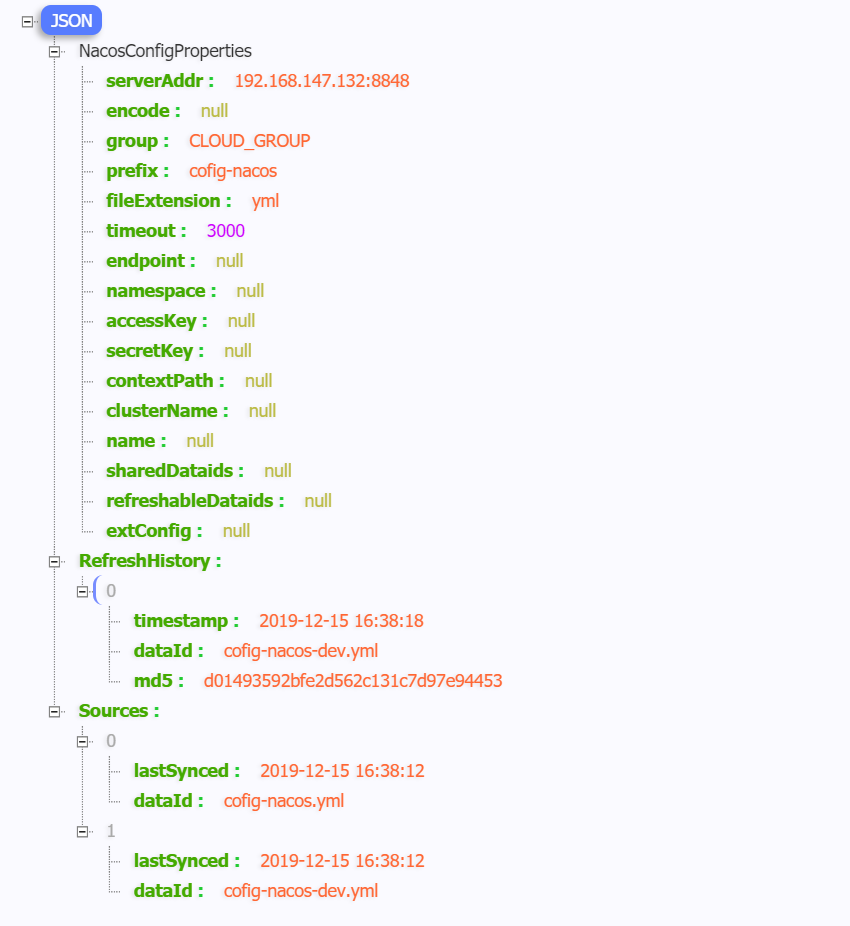 JSON
NacosConfigProperties
serverAddr : 192.168.147.132:8848
encode : null
group : CLOUD_GROUP
prefix : cofig-nacos
fileExtension : yml
timeout : 3000
endpoint : null
namespace : null
accessKey : null
secretKey : null
contextPath : null
clusterName : null
name : null
sharedDataids : null
refreshableDataids : null
extConfig : null
RefreshHistory :
0
timestamp : 2019-12-15 16:38:18
dataId : cofig-nacos-dev.yml
md5 : d01493592bfe2d562c131c7d97e94453
Sources :
0
lastSynced : 2019-12-15 16:38:12
dataId : cofig-nacos.yml
1
lastSynced : 2019-12-15 16:38:12
dataId : cofig-nacos-dev.yml